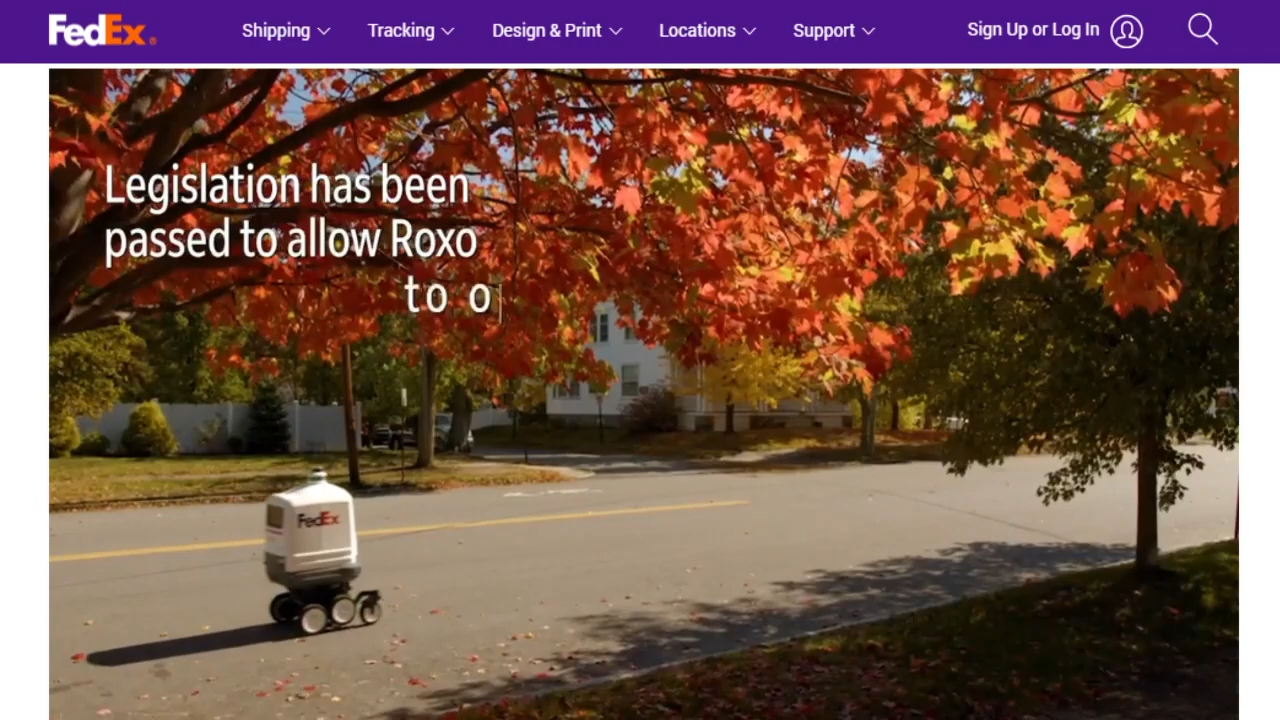 FedEx®
Shipping
Tracking
Design & Print
Locations
Support
Sign Up or Log In
Legislation has been
passed to allow Roxo
to o
FedEx